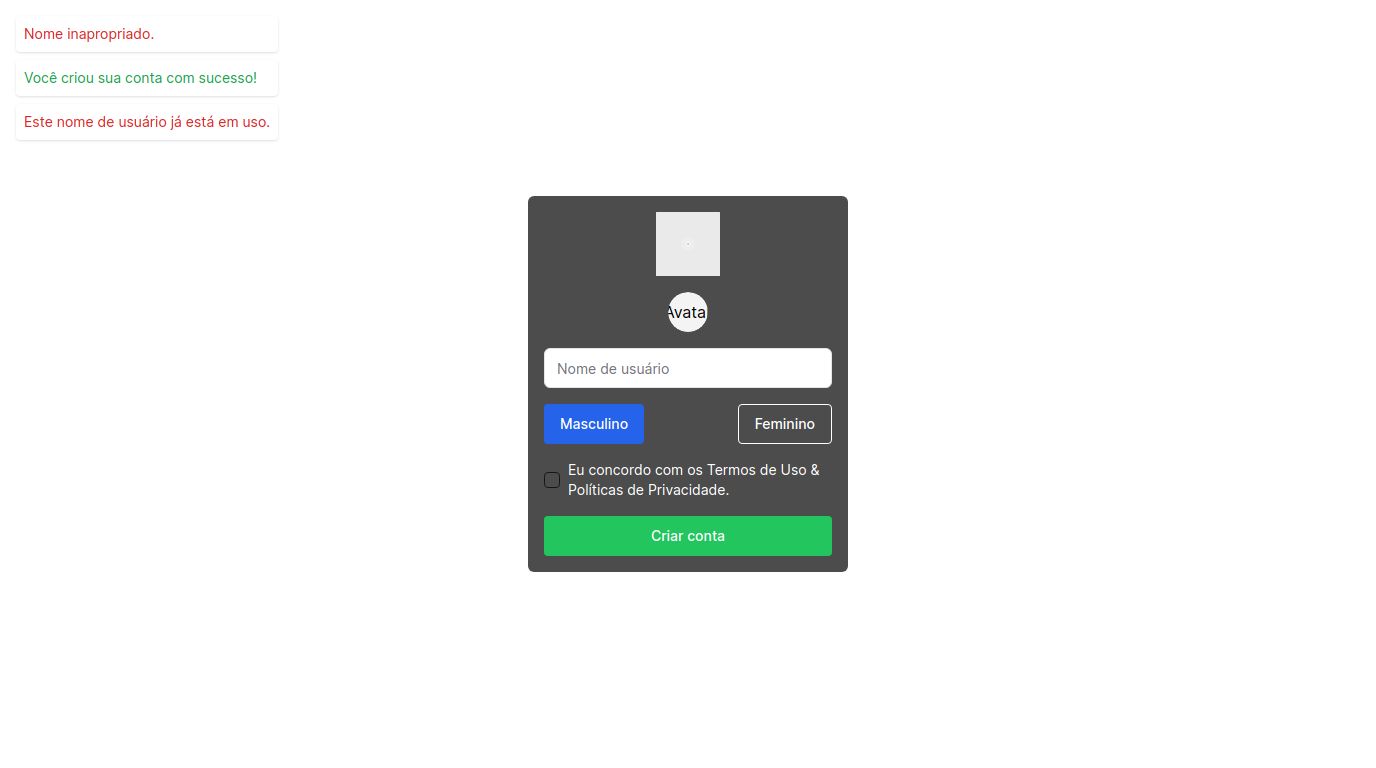 Nome inapropriado.
Você criou sua conta com sucesso!
Este nome de usuário já está em uso.
Avata
Nome de usuário
Masculino
Feminino
Eu concordo com os Termos de Uso &
Políticas de Privacidade.
Criar conta